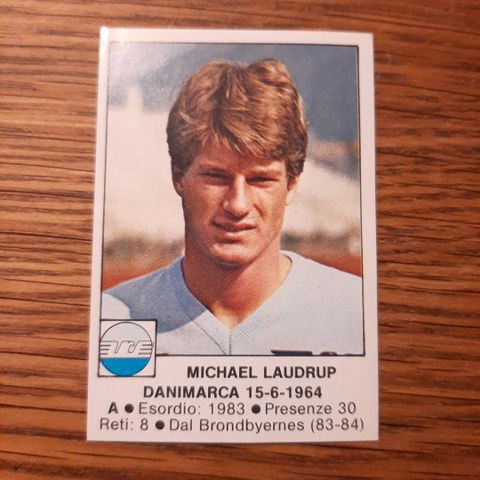 MICHAEL LAUDRUP
DANIMARCA 15-6-1964
A ● Esordio: 1983 ● Presenze 30
Reti: 8 ● Dal Brondbyernes (83-84)